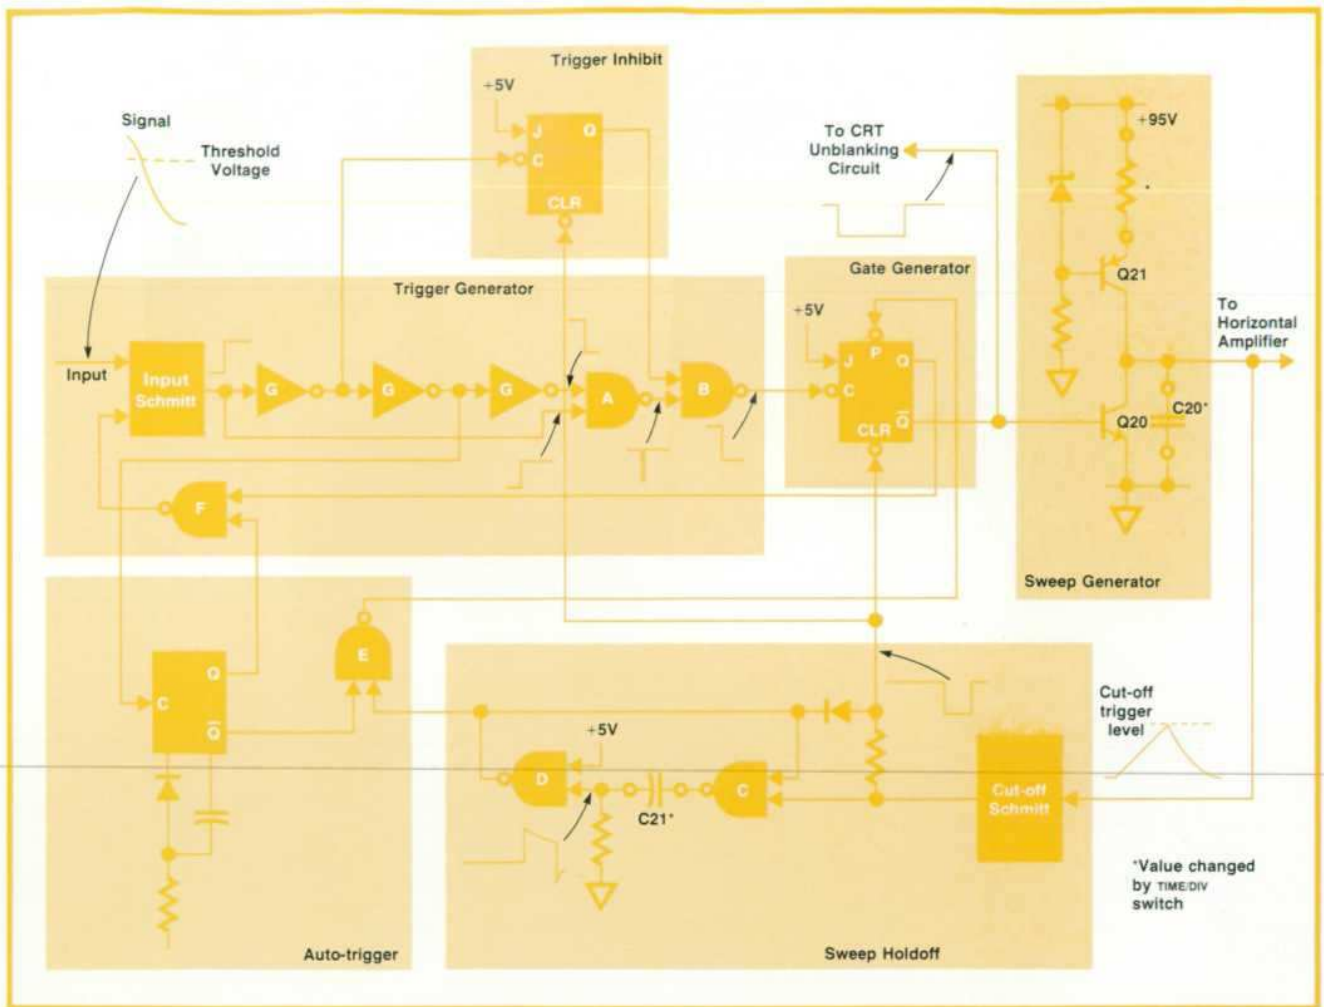 Trigger Inhibit
+5V
J
Q
C
CLR
Signal
Threshold
Voltage
To CRT
Unblanking
Circuit
+95V
*
Q21
To
Horizontal
Amplifier
Q20
C20*
Sweep Generator
Gate Generator
+5V
P
J
Q
C
Q̅
CLR
Trigger Generator
Input
Input
Schmitt
G
G
G
A
B
F
E
Q
C
Q̅
Auto-trigger
+5V
D
C21*
C
Cut-off
Schmitt
Sweep Holdoff
Cut-off
trigger
level
*Value changed
by TIME/DIV
switch